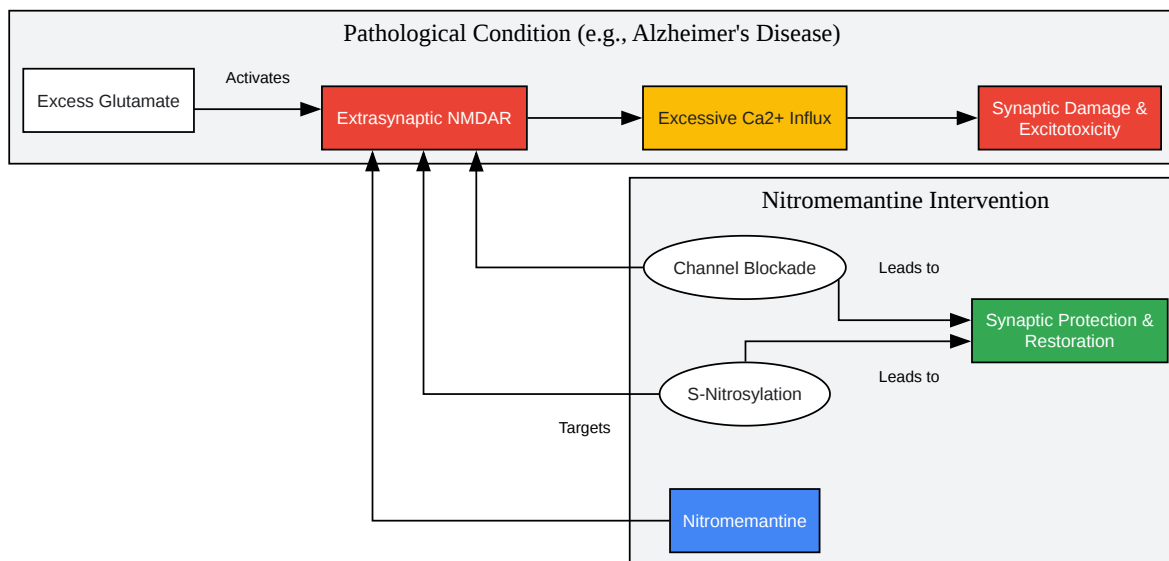 Pathological Condition (e.g., Alzheimer's Disease)
Activates
Excess Glutamate
Extrasynaptic NMDAR
Excessive Ca2+ Influx
Synaptic Damage &
Excitotoxicity
Nitromemantine Intervention
Channel Blockade
Leads to
Synaptic Protection &
Restoration
S-Nitrosylation
Leads to
Targets
Nitromemantine